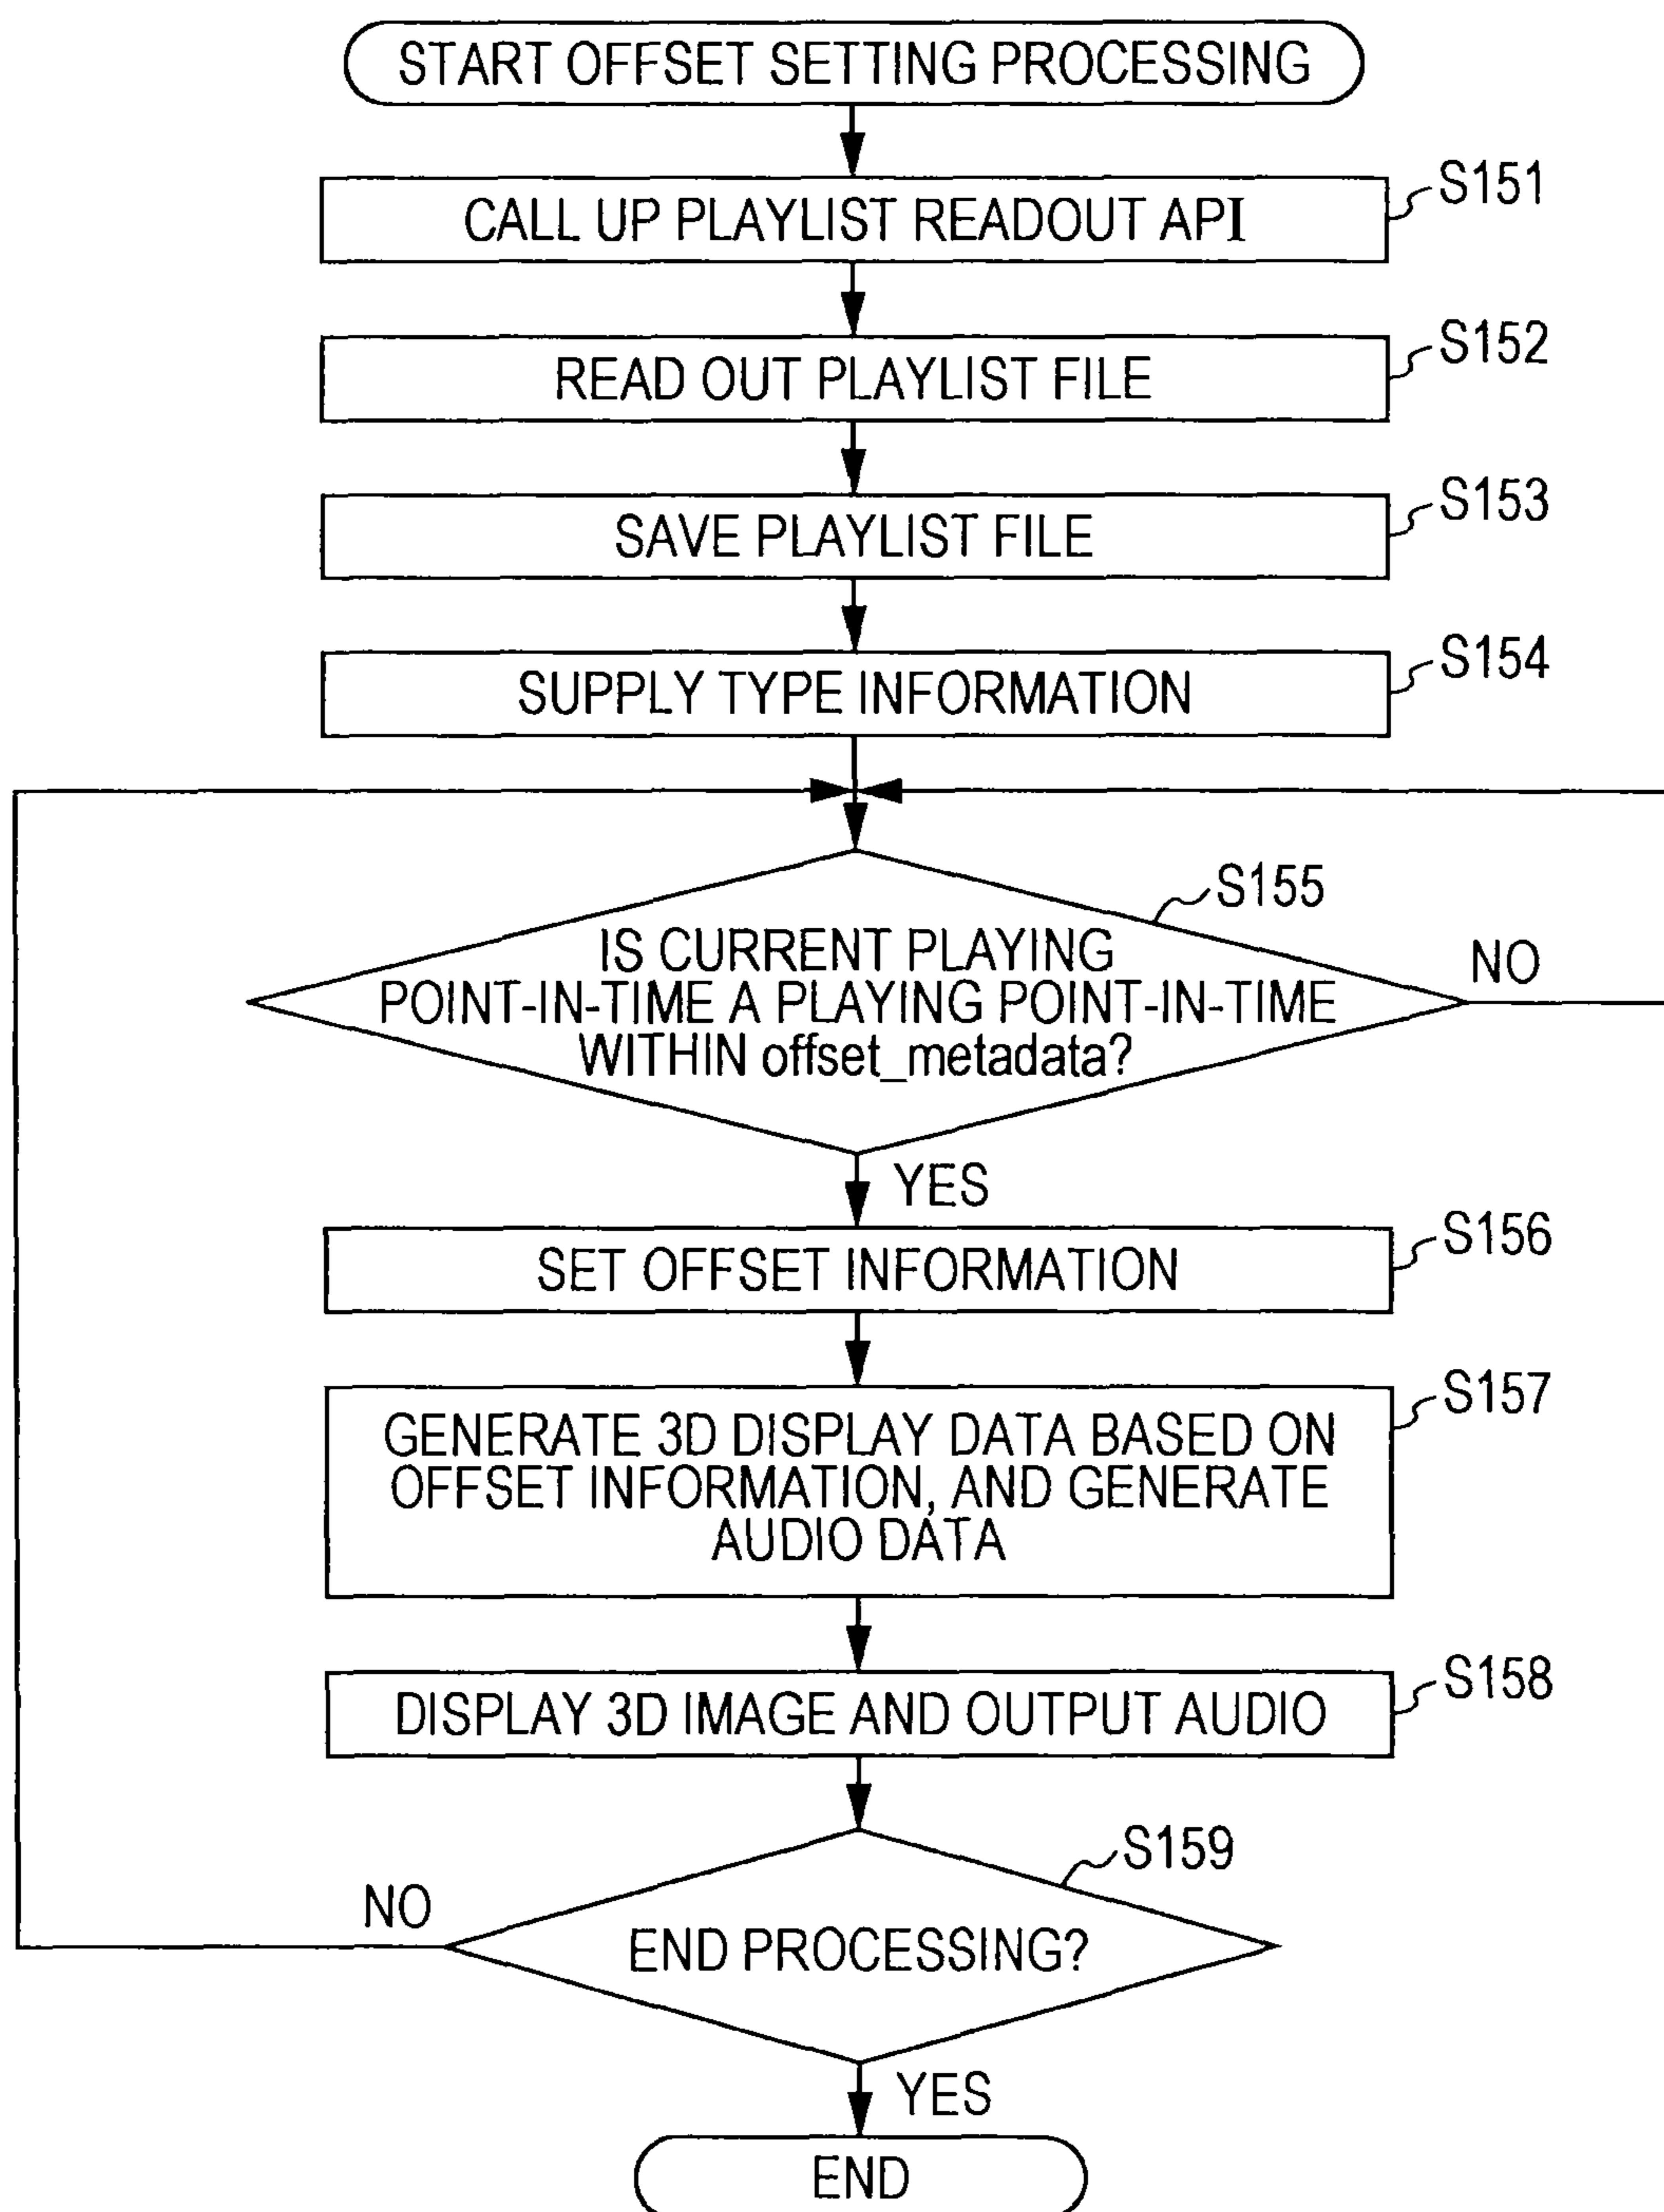 START OFFSET SETTING PROCESSING
S151
CALL UP PLAYLIST READOUT API
S152
READ OUT PLAYLIST FILE
S153
SAVE PLAYLIST FILE
S154
SUPPLY TYPE INFORMATION
S155
IS CURRENT PLAYING
POINT-IN-TIME A PLAYING POINT-IN-TIME
WITHIN offset_metadata?
NO
YES
S156
SET OFFSET INFORMATION
S157
GENERATE 3D DISPLAY DATA BASED ON
OFFSET INFORMATION, AND GENERATE
AUDIO DATA
S158
DISPLAY 3D IMAGE AND OUTPUT AUDIO
S159
NO
END PROCESSING?
YES
END